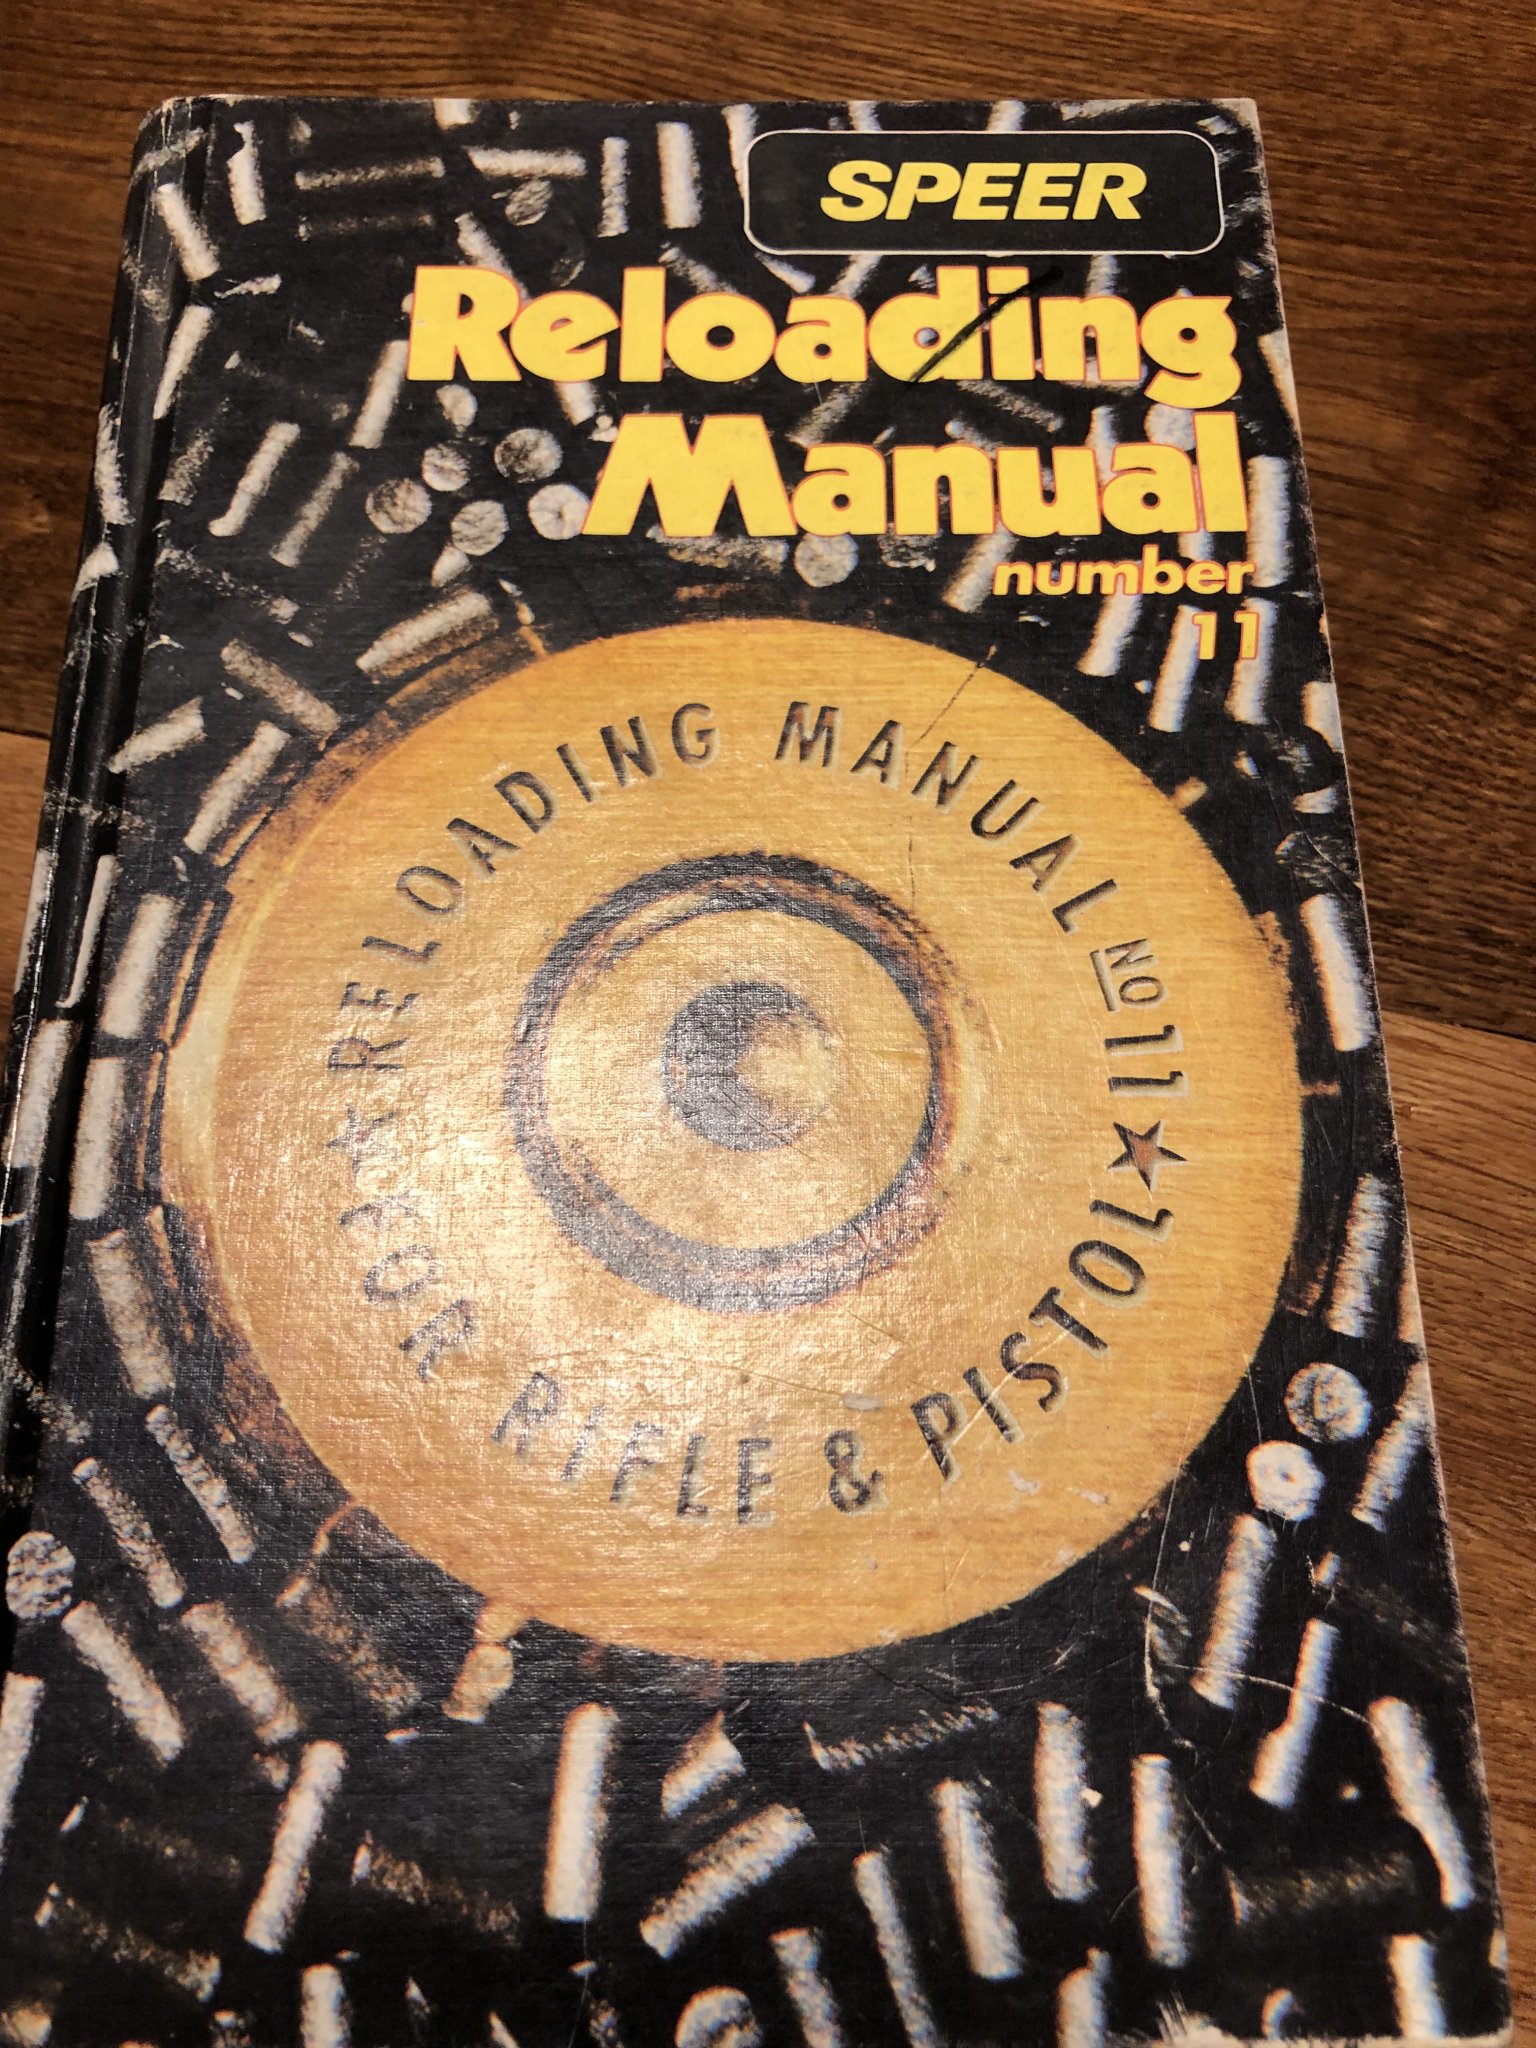 SPEER
Reloading
Manual
number
11
RELOADING MANUAL NO 11
★ FOR RIFLE & PISTOL ★